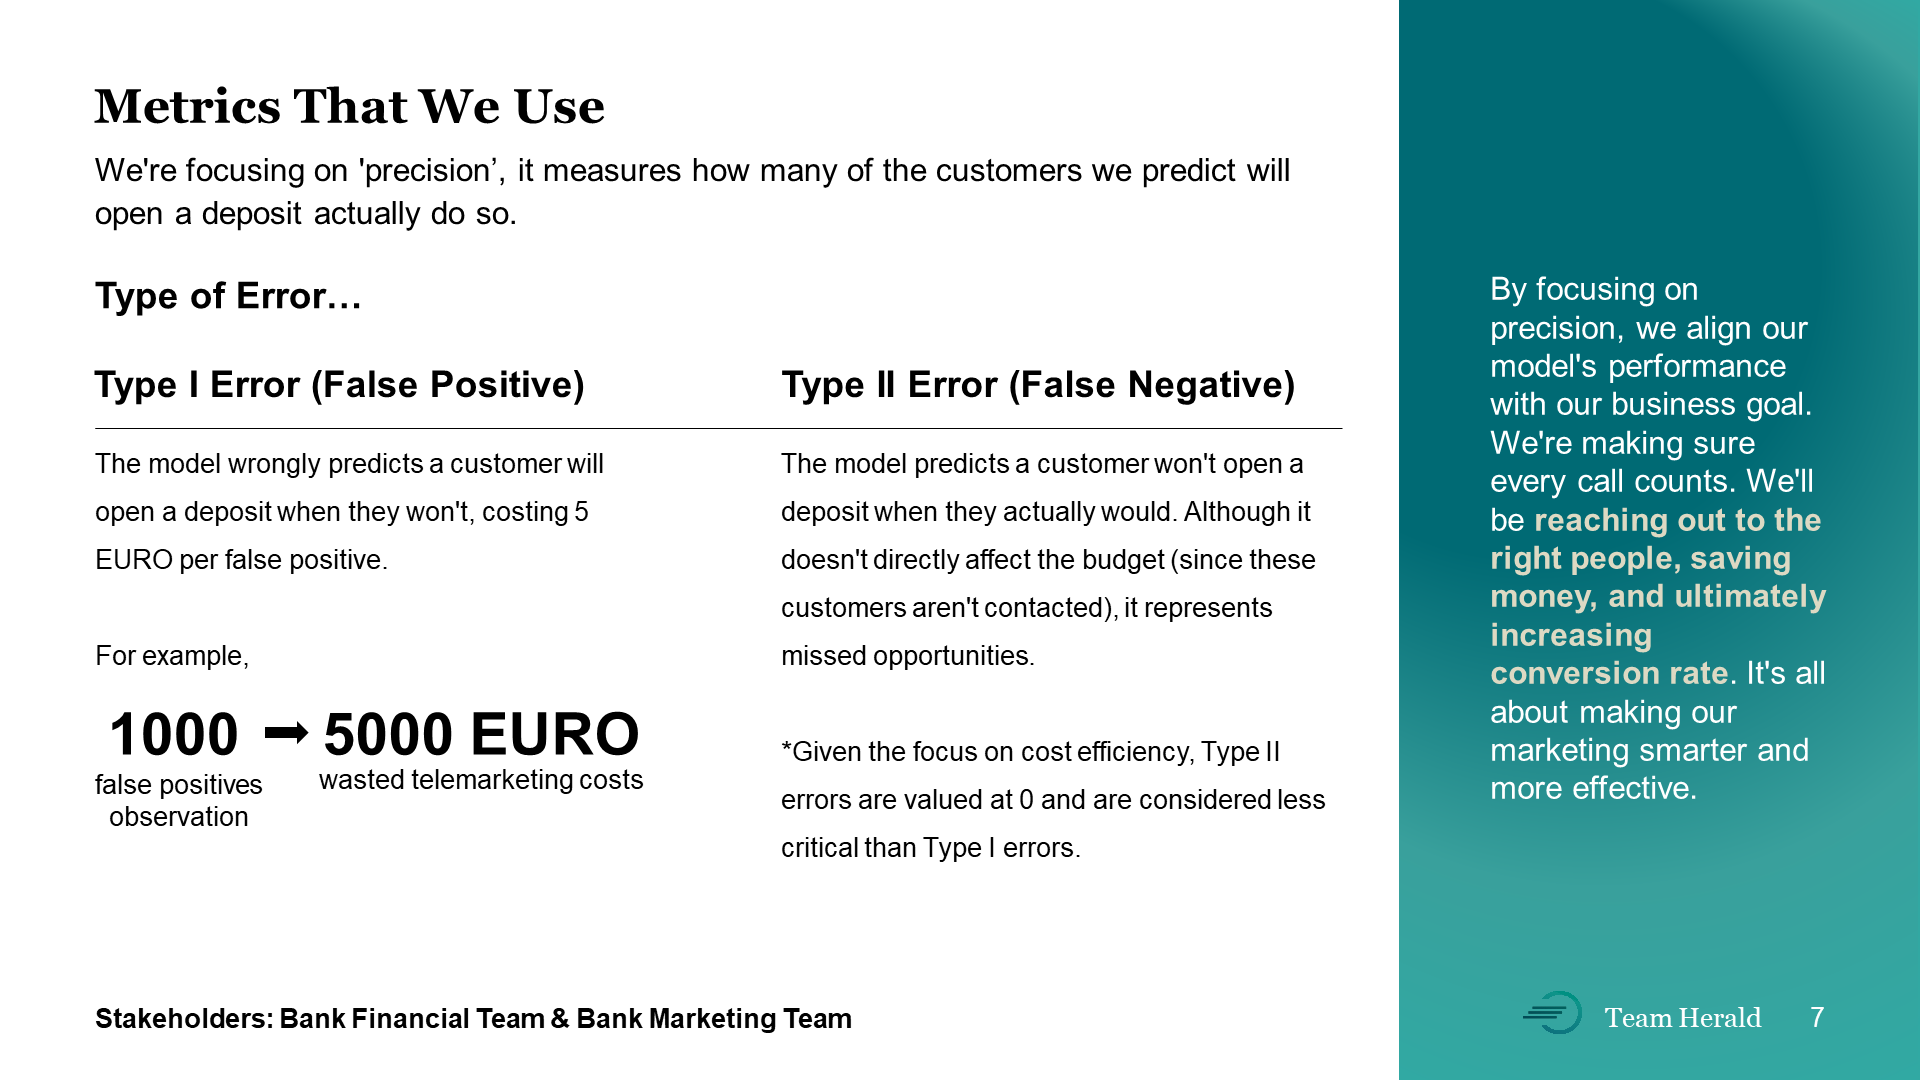 Metrics That We Use
We're focusing on 'precision’, it measures how many of the customers we predict will
open a deposit actually do so.
Type of Error…
Type I Error (False Positive)
The model wrongly predicts a customer will
open a deposit when they won't, costing 5
EURO per false positive.
For example,
1000
false positives
observation
5000 EURO
wasted telemarketing costs
Type II Error (False Negative)
The model predicts a customer won't open a
deposit when they actually would. Although it
doesn't directly affect the budget (since these
customers aren't contacted), it represents
missed opportunities.
*Given the focus on cost efficiency, Type II
errors are valued at 0 and are considered less
critical than Type I errors.
Stakeholders: Bank Financial Team & Bank Marketing Team
By focusing on
precision, we align our
model's performance
with our business goal.
We're making sure
every call counts. We'll
be reaching out to the
right people, saving
money, and ultimately
increasing
conversion rate. It's all
about making our
marketing smarter and
more effective.
Team Herald
7